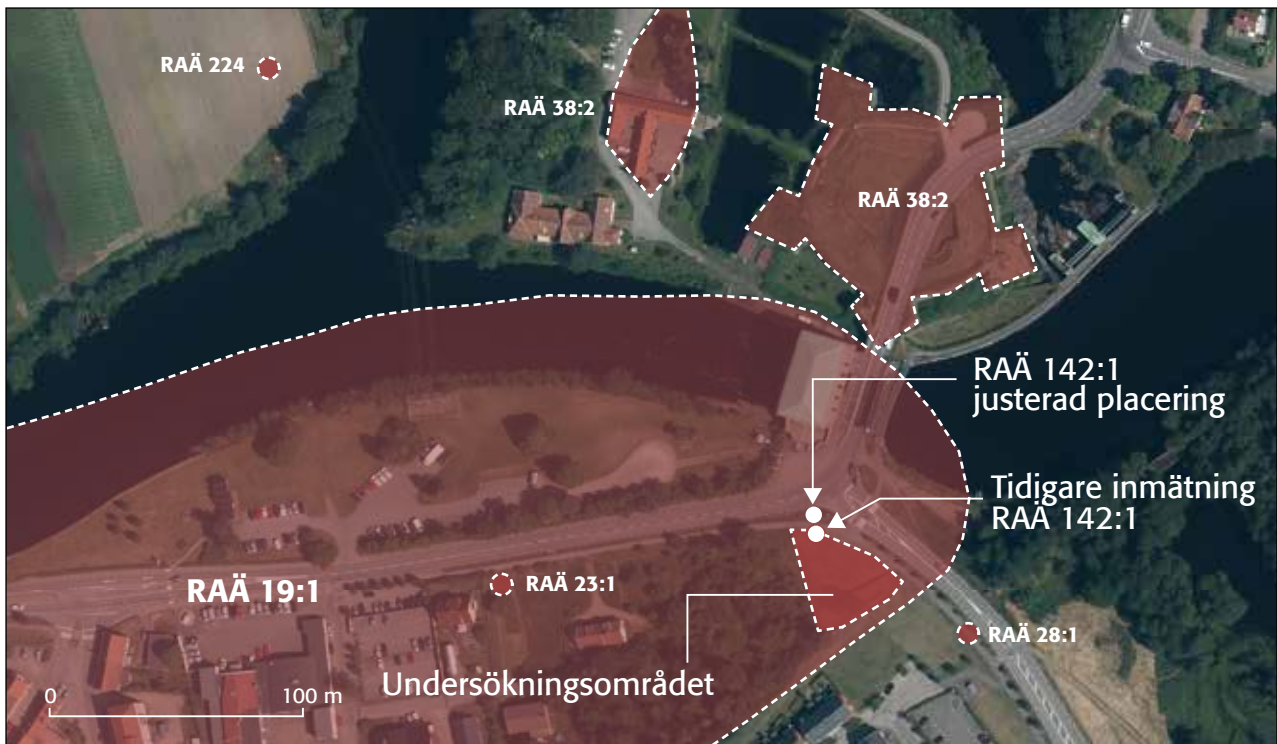 RAÄ 224
RAÄ 38:2
RAÄ 38:2
RAÄ 142:1
justerad placering
Tidigare inmätning
RAÄ 142:1
RAÄ 19:1
RAÄ 23:1
RAÄ 28:1
Undersökningsområdet
0 100 m